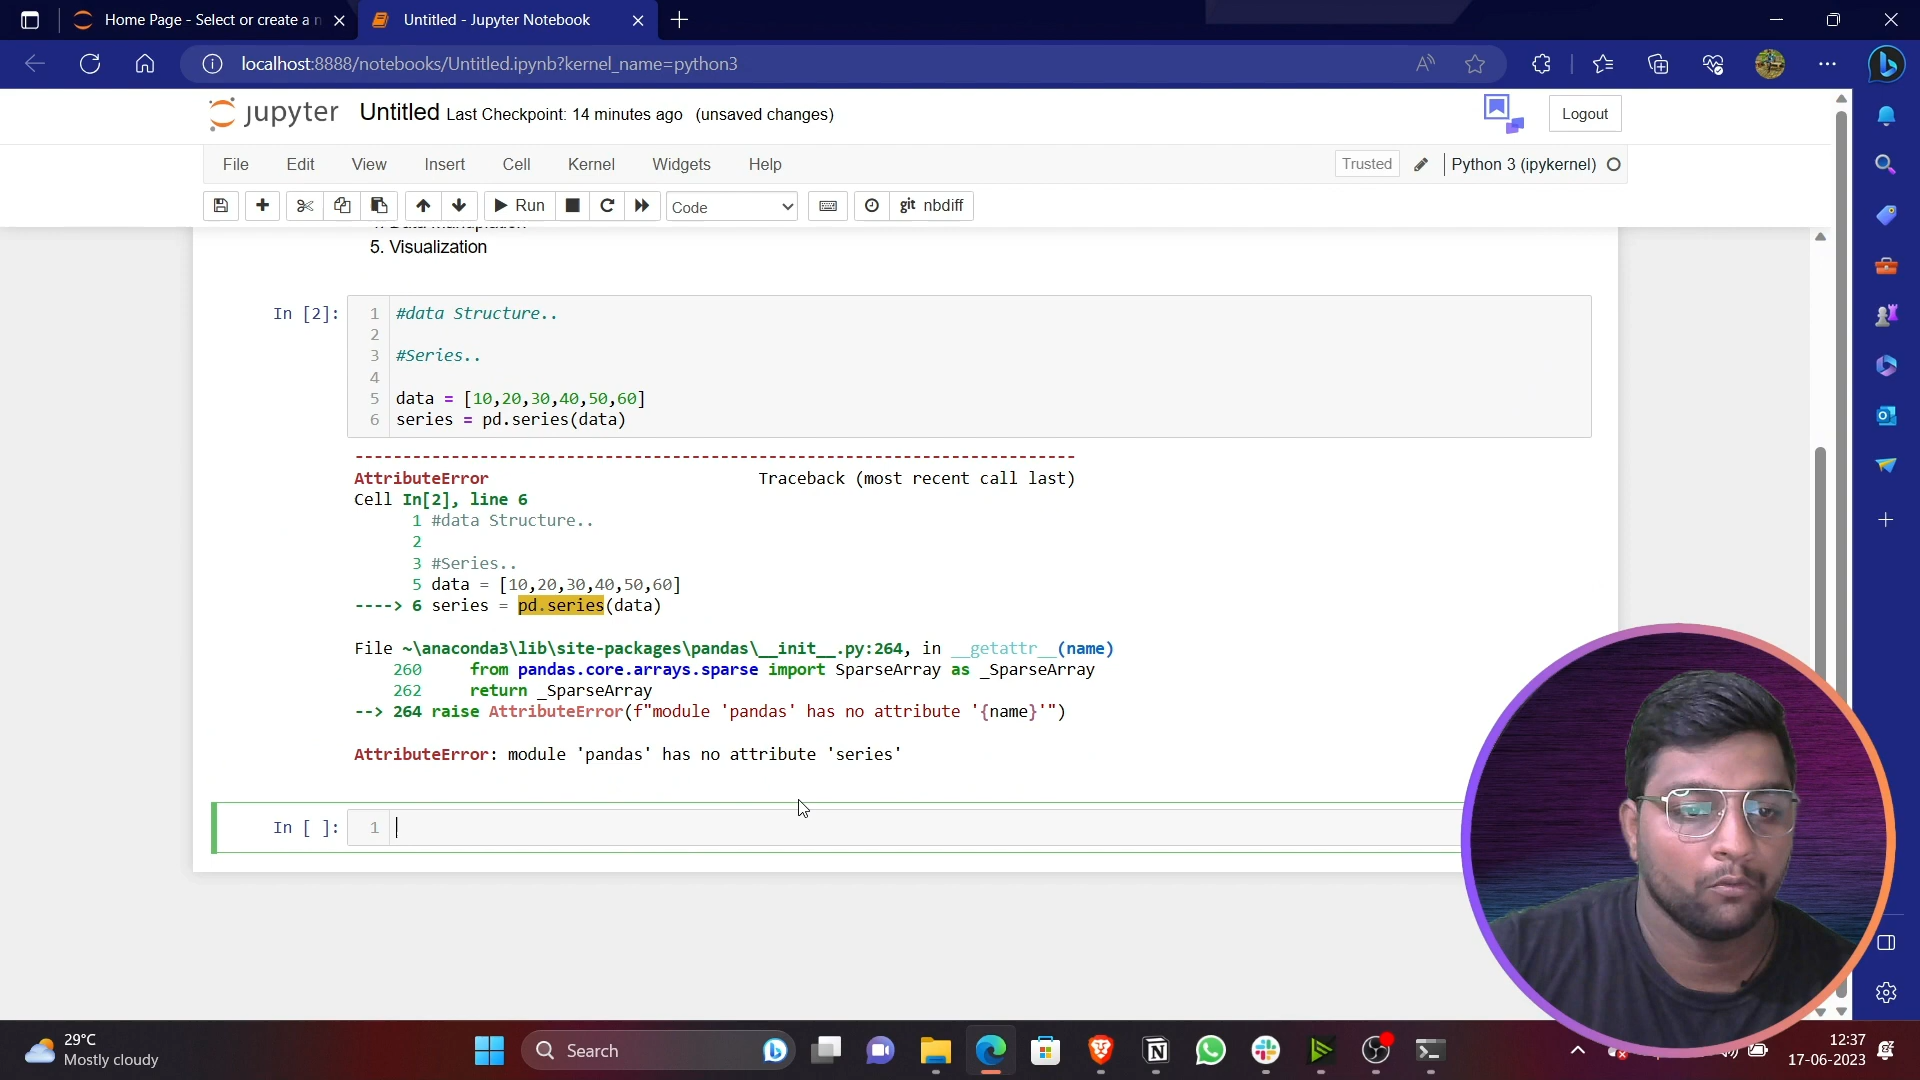 Home Page - Select or create a n
Untitled - Jupyter Notebook
localhost:8888/notebooks/Untitled.ipynb?kernel_name=python3
jupyter Untitled Last Checkpoint: 14 minutes ago (unsaved changes)
Logout
File Edit View Insert Cell Kernel Widgets Help
Trusted Python 3 (ipykernel)
Run Code git nbdiff
5. Visualization
In [2]:
1 #data Structure..
2
3 #Series..
4
5 data = [10,20,30,40,50,60]
6 series = pd.series(data)
---------------------------------------------------------------------------
AttributeError Traceback (most recent call last)
Cell In[2], line 6
1 #data Structure..
2
3 #Series..
5 data = [10,20,30,40,50,60]
----> 6 series = pd.series(data)
File ~\anaconda3\lib\site-packages\pandas\__init__.py:264, in __getattr__(name)
260 from pandas.core.arrays.sparse import SparseArray as _SparseArray
262 return _SparseArray
--> 264 raise AttributeError(f"module 'pandas' has no attribute '{name}'")
AttributeError: module 'pandas' has no attribute 'series'
In [ ]: 1
29°C
Mostly cloudy
Search
12:37
17-06-2023